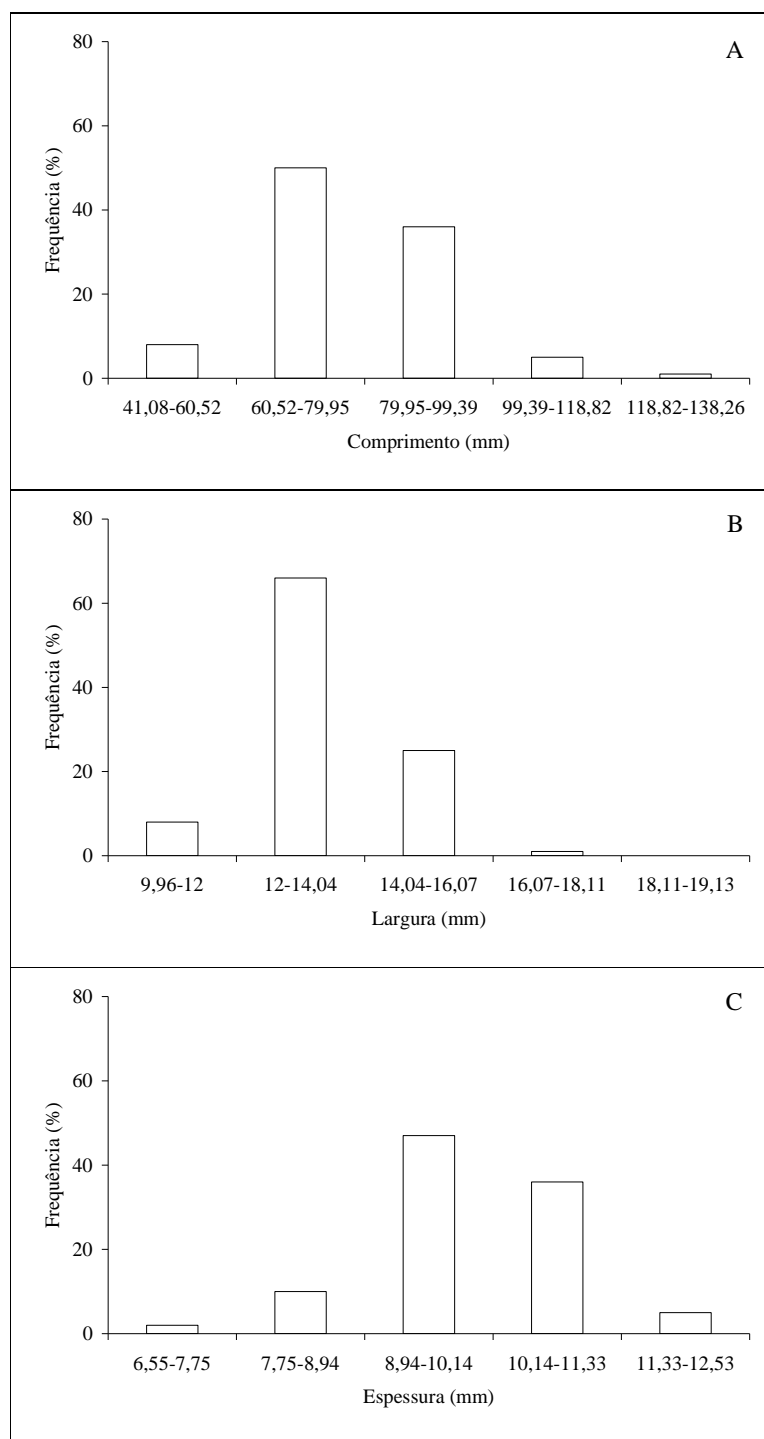 A
80
60
40
20
0
Frequência (%)
41,08-60,52 60,52-79,95 79,95-99,39 99,39-118,82 118,82-138,26
Comprimento (mm)
B
80
60
40
20
0
Frequência (%)
9,96-12 12-14,04 14,04-16,07 16,07-18,11 18,11-19,13
Largura (mm)
C
80
60
40
20
0
Frequência (%)
6,55-7,75 7,75-8,94 8,94-10,14 10,14-11,33 11,33-12,53
Espessura (mm)